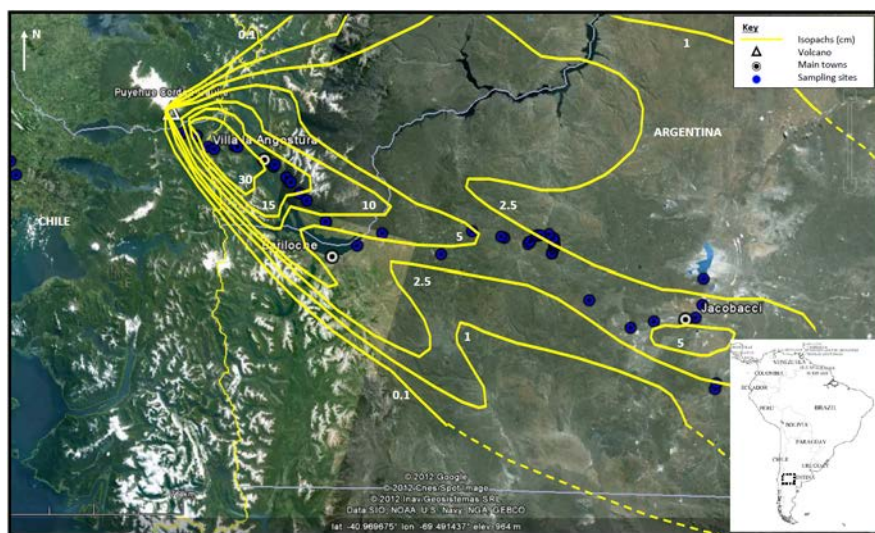 0.1
N
1
Key
Isopachs (cm)
Volcano
Main towns
Sampling sites
Villa la Angostura
ARGENTINA
30
15
10
2.5
CHILE
5
Bariloche
2.5
Jacobacci
1
5
0.1
VENEZUELA
COLOMBIA
ECUADOR
PERU
BRAZIL
BOLIVIA
PARAGUAY
CHILE
URUGUAY
© 2012 Google
© 2012 Cnes/Spot Image
© 2012 Inav/Geosistemas SRL
Data SIO, NOAA, U.S. Navy, NGA, GEBCO
lat -40.969675° lon -69.491437° elev 964 m